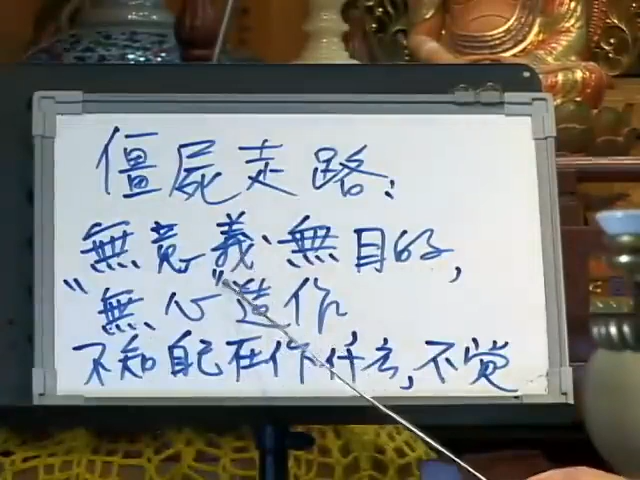 僵屍走路:
無意義、無目的,
"無心造作"
不知自己在作什么,不觉